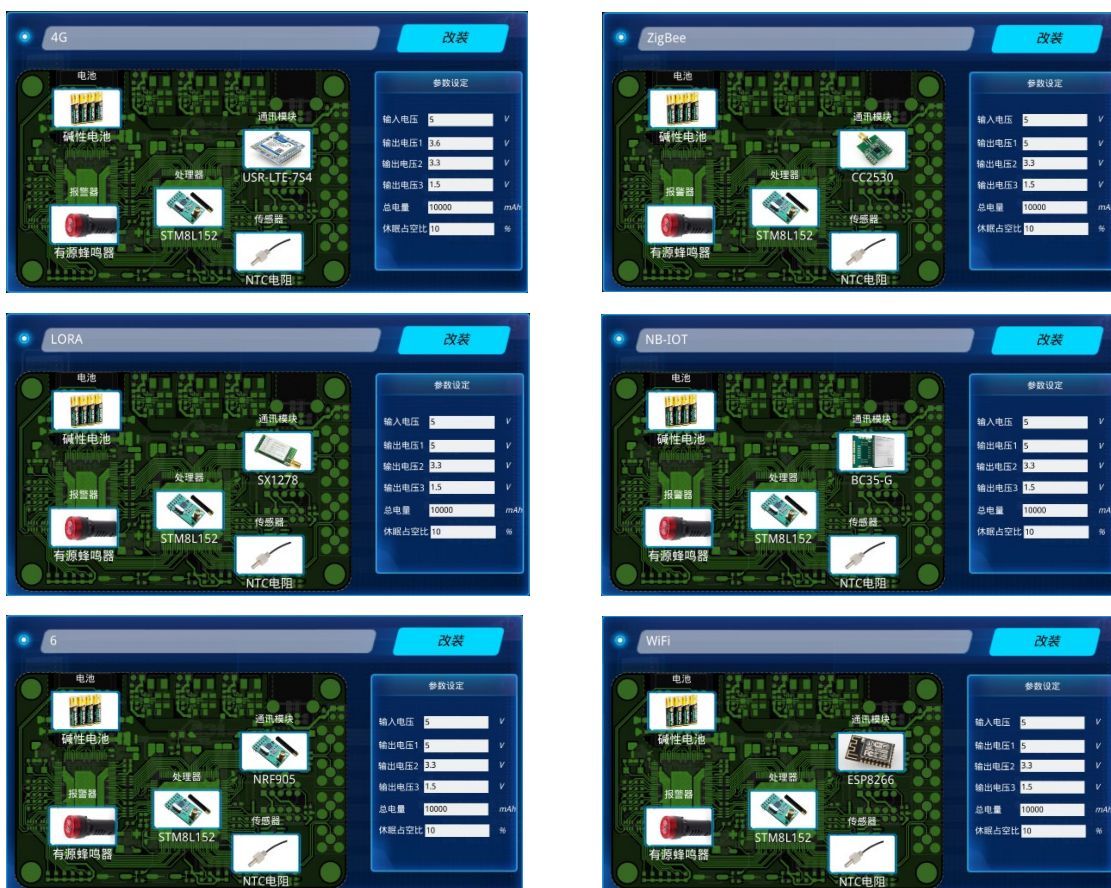 4G
改装
电池
碱性电池
通讯模块
USR-LTE-7S4
处理器
STM8L152
报警器
有源蜂鸣器
传感器
NTC电阻
参数设定
输入电压 5 V
输出电压1 3.6 V
输出电压2 3.3 V
输出电压3 1.5 V
总电量 10000 mAh
休眠占空比 10 %
ZigBee
改装
电池
碱性电池
通讯模块
CC2530
处理器
STM8L152
报警器
有源蜂鸣器
传感器
NTC电阻
参数设定
输入电压 5 V
输出电压1 5 V
输出电压2 3.3 V
输出电压3 1.5 V
总电量 10000 mA
休眠占空比 10 %
LORA
改装
电池
碱性电池
通讯模块
SX1278
处理器
STM8L152
报警器
有源蜂鸣器
传感器
NTC电阻
参数设定
输入电压 5 V
输出电压1 5 V
输出电压2 3.3 V
输出电压3 1.5 V
总电量 10000 mAh
休眠占空比 10 %
NB-IOT
改装
电池
碱性电池
通讯模块
BC35-G
处理器
STM8L152
报警器
有源蜂鸣器
传感器
NTC电阻
参数设定
输入电压 5 V
输出电压1 5 V
输出电压2 3.3 V
输出电压3 1.5 V
总电量 10000 mA
休眠占空比 10 %
6
改装
电池
碱性电池
通讯模块
NRF905
处理器
STM8L152
报警器
有源蜂鸣器
传感器
NTC电阻
参数设定
输入电压 5 V
输出电压1 5 V
输出电压2 3.3 V
输出电压3 1.5 V
总电量 10000 mAh
休眠占空比 10 %
WiFi
改装
电池
碱性电池
通讯模块
ESP8266
处理器
STM8L152
报警器
有源蜂鸣器
传感器
NTC电阻
参数设定
输入电压 5 V
输出电压1 5 V
输出电压2 3.3 V
输出电压3 1.5 V
总电量 10000 mA
休眠占空比 10 %